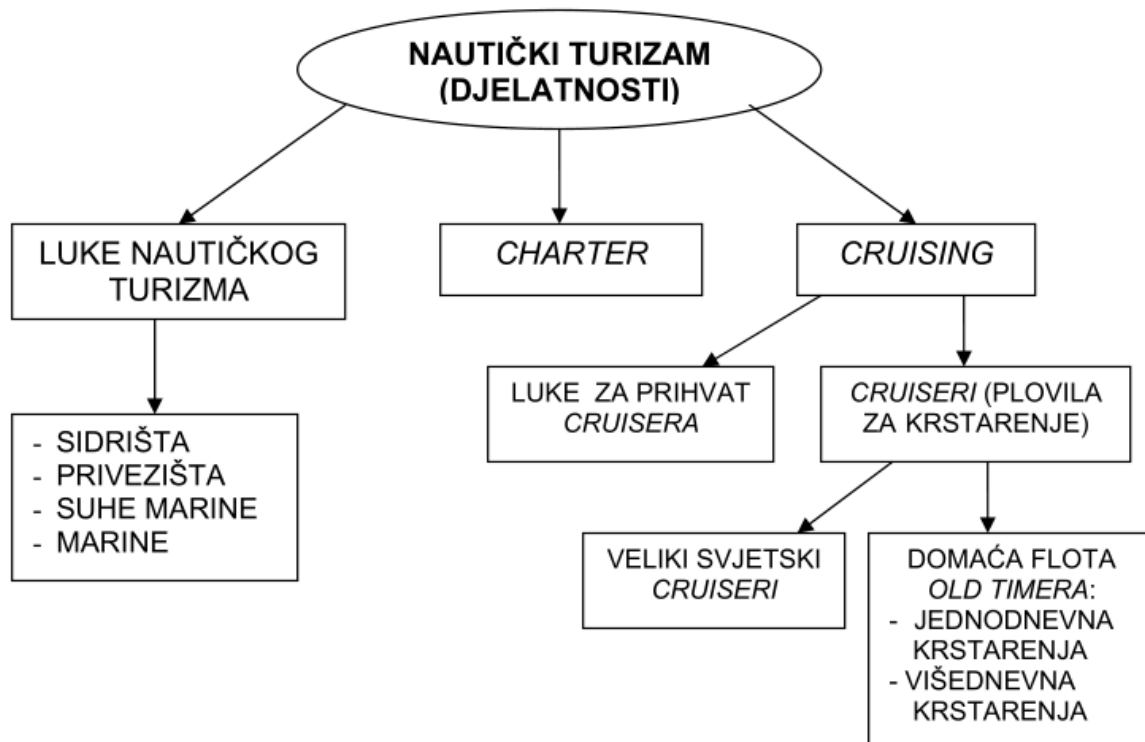 NAUTIČKI TURIZAM
(DJELATNOSTI)
LUKE NAUTIČKOG
TURIZMA
CHARTER
CRUISING
LUKE ZA PRIHVAT
CRUISERA
CRUISERI (PLOVILA
ZA KRSTARENJE)
- SIDRIŠTA
- PRIVEZIŠTA
- SUHE MARINE
- MARINE
VELIKI SVJETSKI
CRUISERI
DOMAĆA FLOTA
OLD TIMERA:
- JEDNODNEVNA
KRSTARENJA
- VIŠEDNEVNA
KRSTARENJA